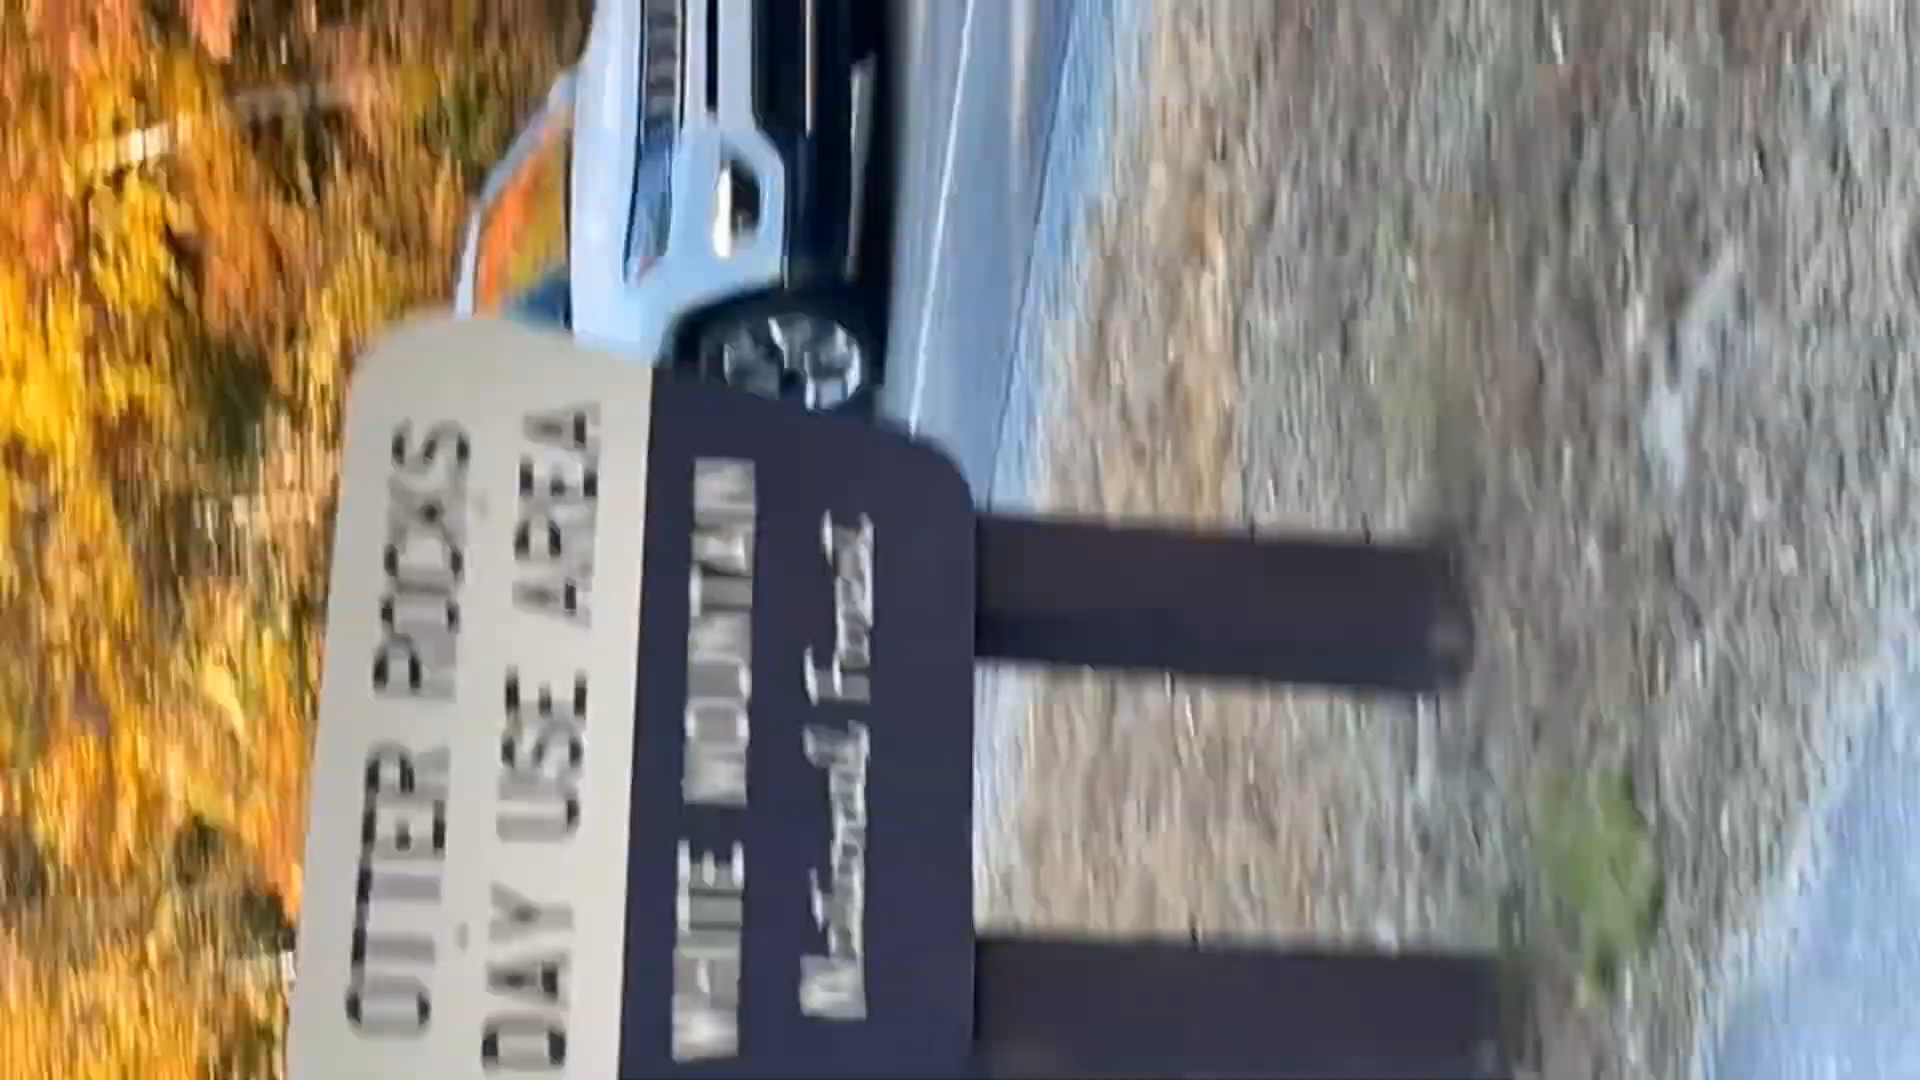 OTTER ROCKS
DAY USE AREA
WHITE MOUNTAIN
National Forest